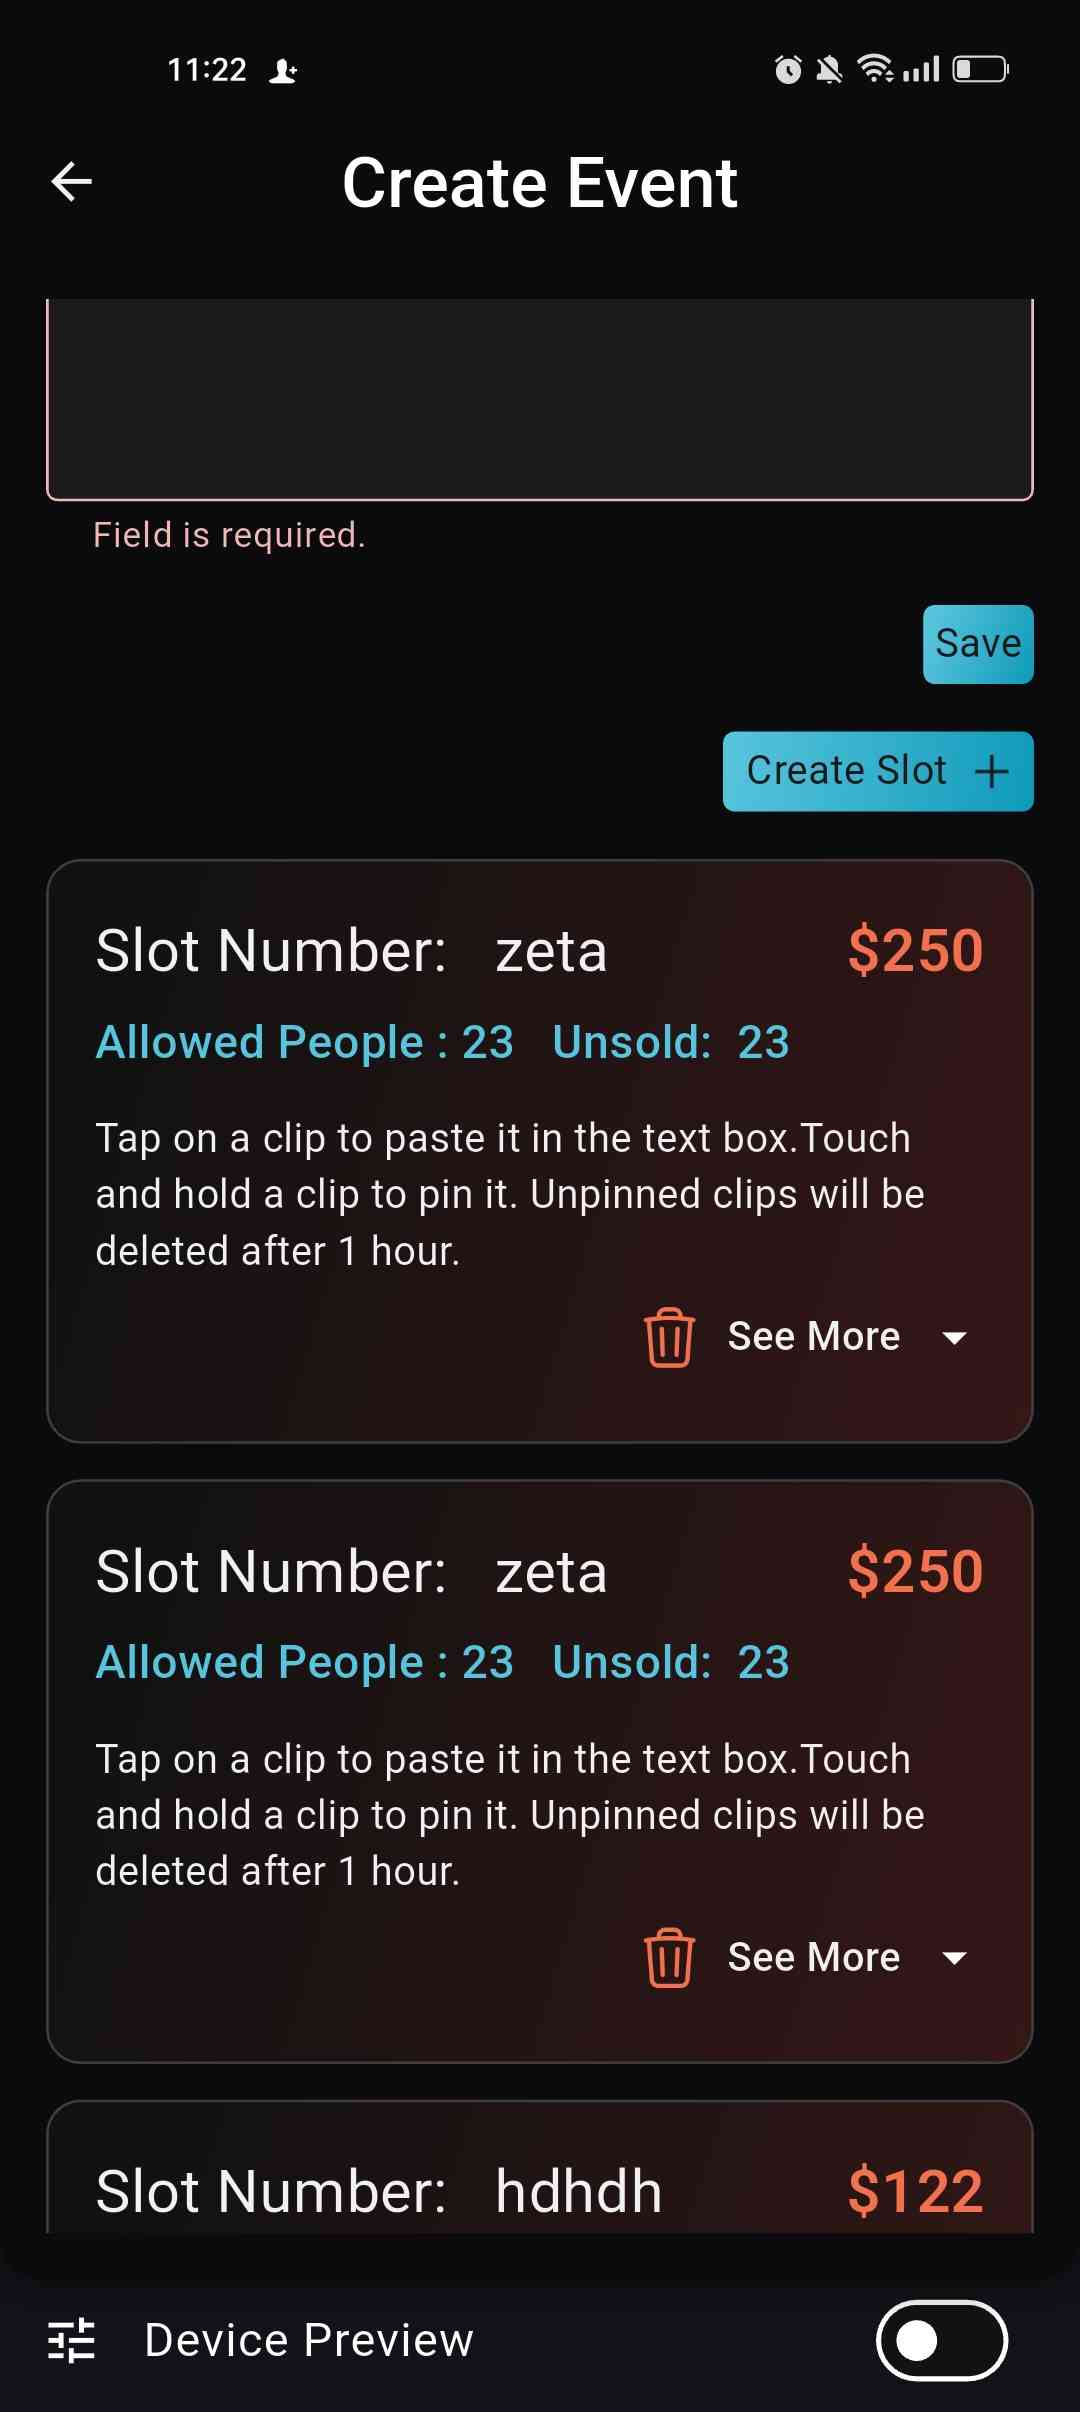 11:22
Create Event
Field is required.
Save
Create Slot +
Slot Number: zeta $250
Allowed People : 23 Unsold: 23
Tap on a clip to paste it in the text box.Touch
and hold a clip to pin it. Unpinned clips will be
deleted after 1 hour.
See More
Slot Number: zeta $250
Allowed People : 23 Unsold: 23
Tap on a clip to paste it in the text box.Touch
and hold a clip to pin it. Unpinned clips will be
deleted after 1 hour.
See More
Slot Number: hdhdh $122
Device Preview